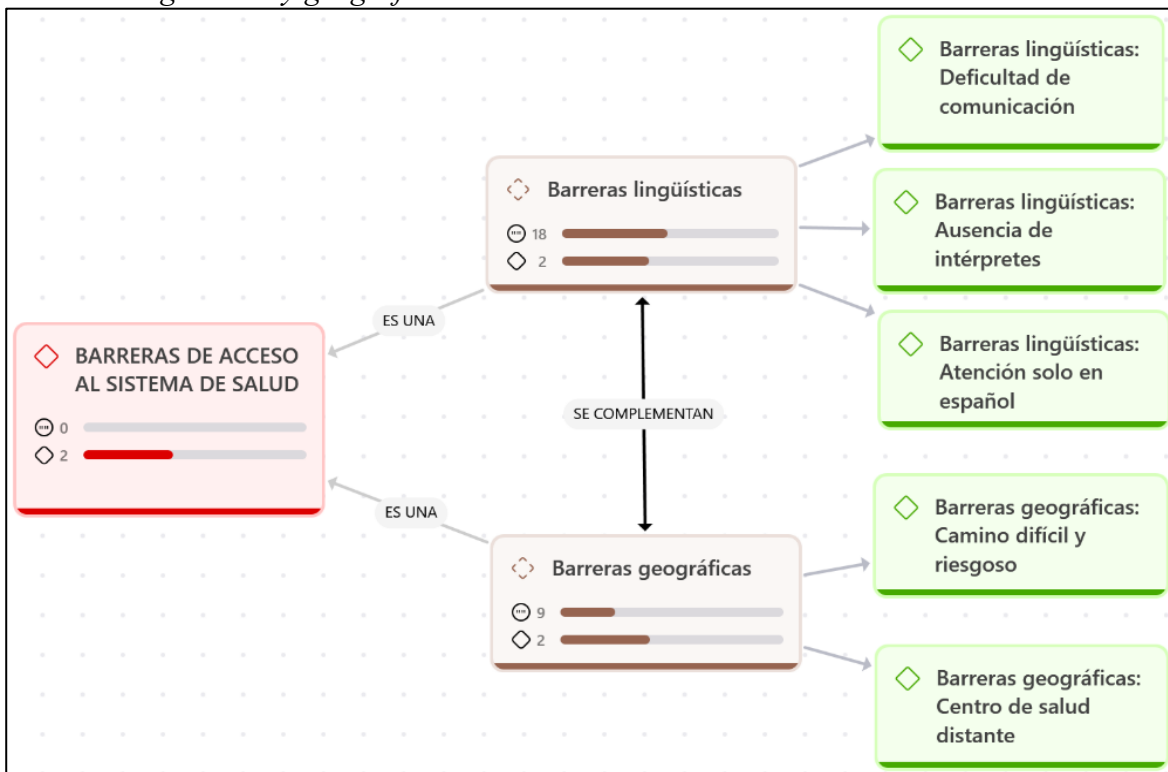 BARRERAS DE ACCESO
AL SISTEMA DE SALUD
0
2
ES UNA
ES UNA
Barreras lingüísticas
18
2
SE COMPLEMENTAN
Barreras geográficas
9
2
Barreras lingüísticas:
Deficultad de
comunicación
Barreras lingüísticas:
Ausencia de
intérpretes
Barreras lingüísticas:
Atención solo en
español
Barreras geográficas:
Camino difícil y
riesgoso
Barreras geográficas:
Centro de salud
distante